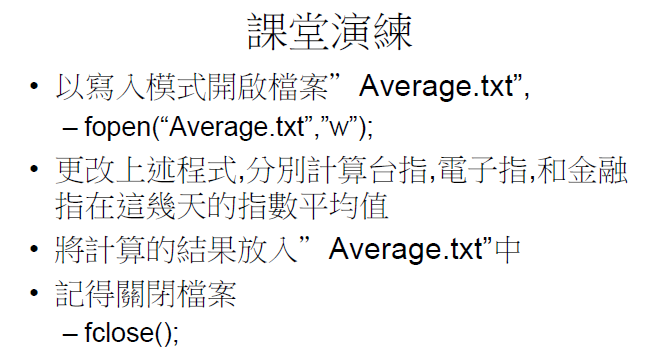 課堂演練
• 以寫入模式開啟檔案”Average.txt”,
– fopen(“Average.txt”,”w”);
• 更改上述程式,分別計算台指,電子指,和金融
指在這幾天的指數平均值
• 將計算的結果放入”Average.txt”中
• 記得關閉檔案
– fclose();